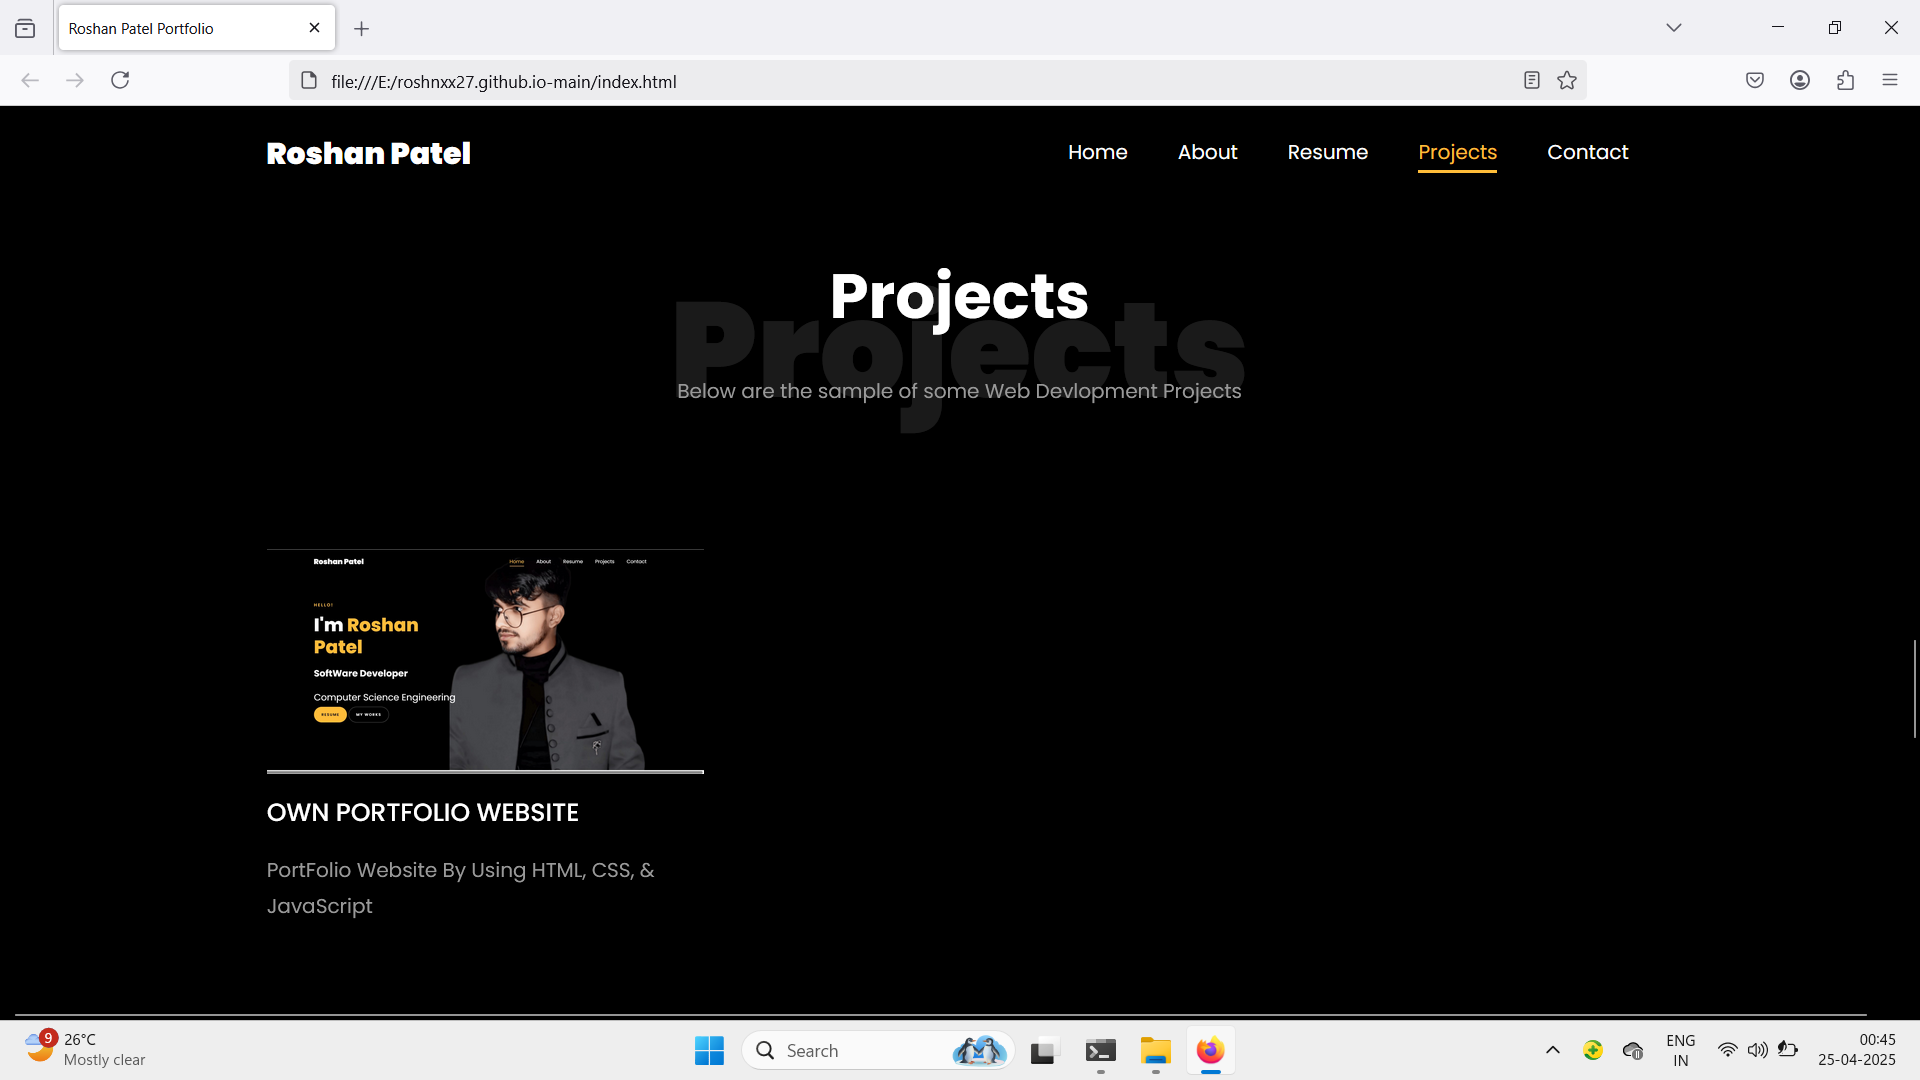 Roshan Patel Portfolio
file:///E:/roshnxx27.github.io-main/index.html
Roshan Patel
Home About Resume Projects Contact
Projects
Projects
Below are the sample of some Web Devlopment Projects
Roshan Patel
Home About Resume Projects Contact
HELLO!
I'm Roshan
Patel
SoftWare Developer
Computer Science Engineering
RESUME MY WORKS
OWN PORTFOLIO WEBSITE
PortFolio Website By Using HTML, CSS, &
JavaScript
9
26°C
Mostly clear
Search
ENG
IN
00:45
25-04-2025